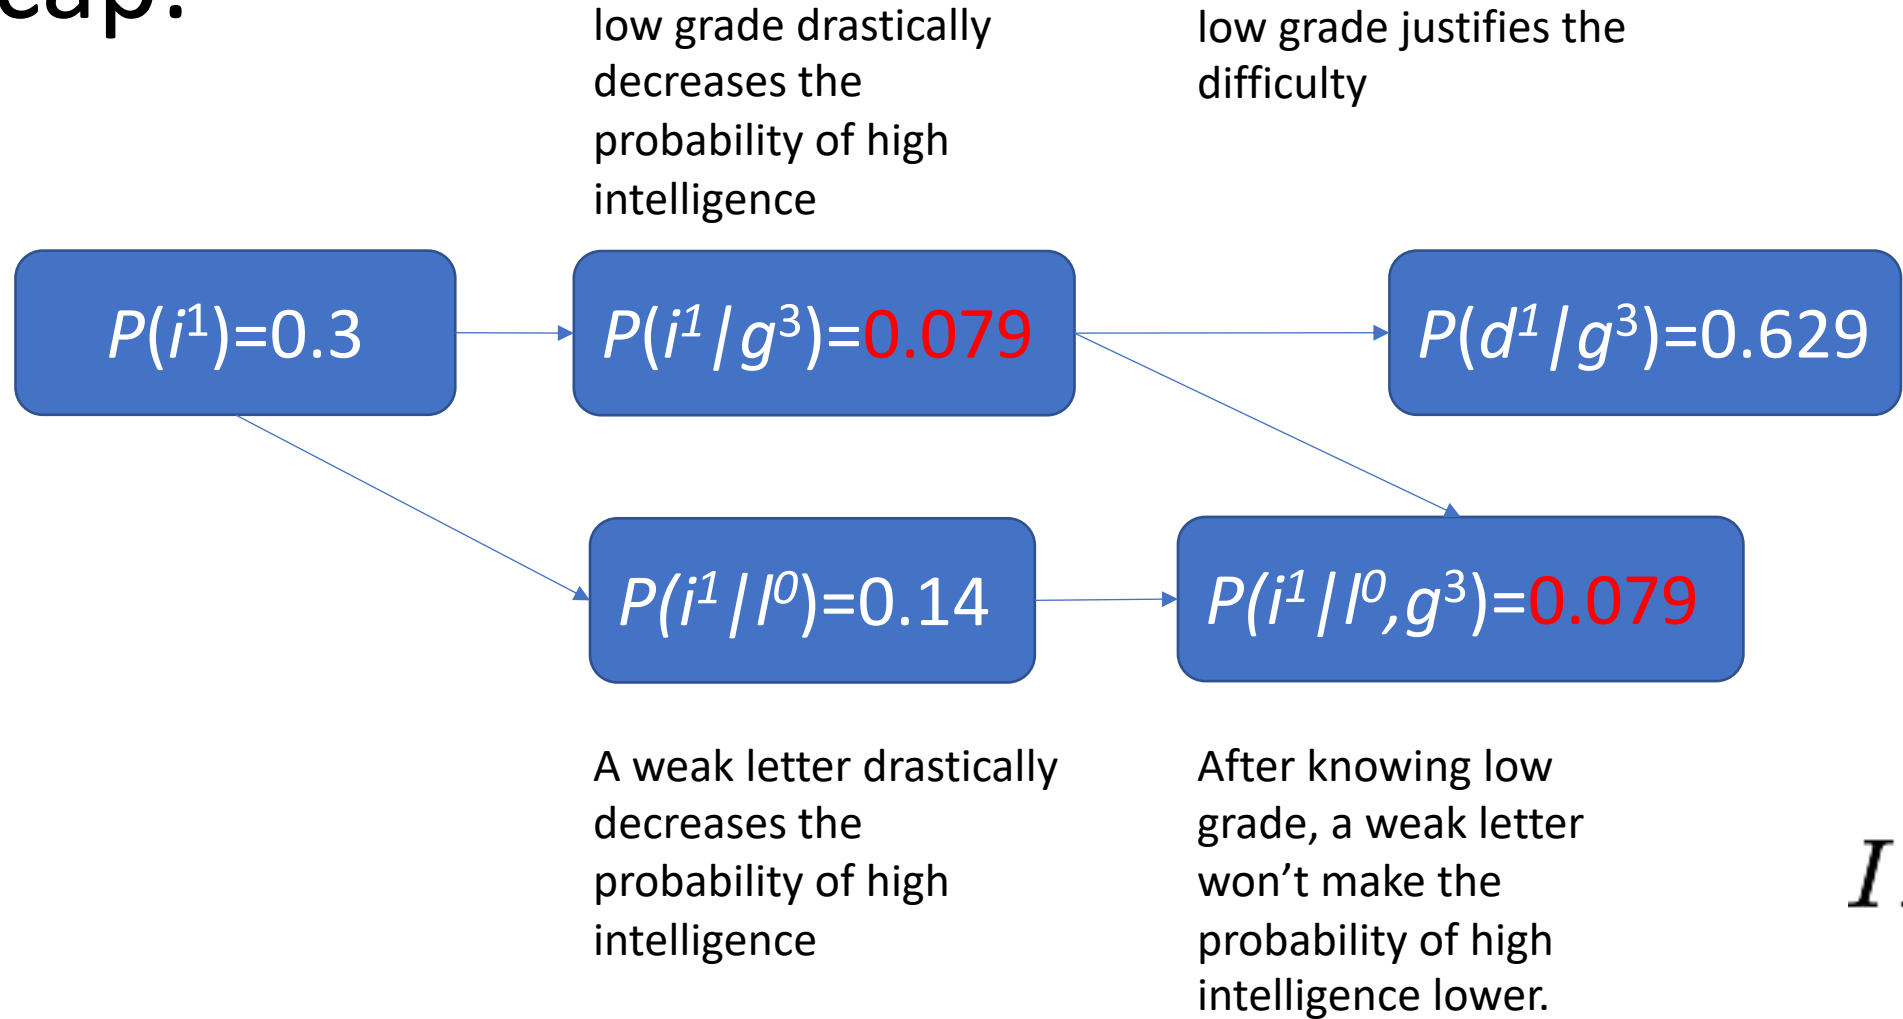 cap:
low grade drastically
decreases the
probability of high
intelligence
low grade justifies the
difficulty
P(i¹)=0.3
P(i¹|g³)=0.079
P(d¹|g³)=0.629
P(i¹|l⁰)=0.14
P(i¹|l⁰,g³)=0.079
A weak letter drastically
decreases the
probability of high
intelligence
After knowing low
grade, a weak letter
won’t make the
probability of high
intelligence lower.
I